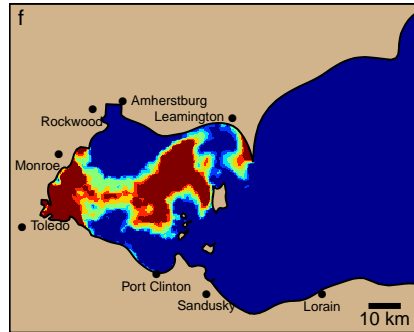 f
Amherstburg
Rockwood
Leamington
Monroe
Toledo
Port Clinton
Sandusky
Lorain
10 km